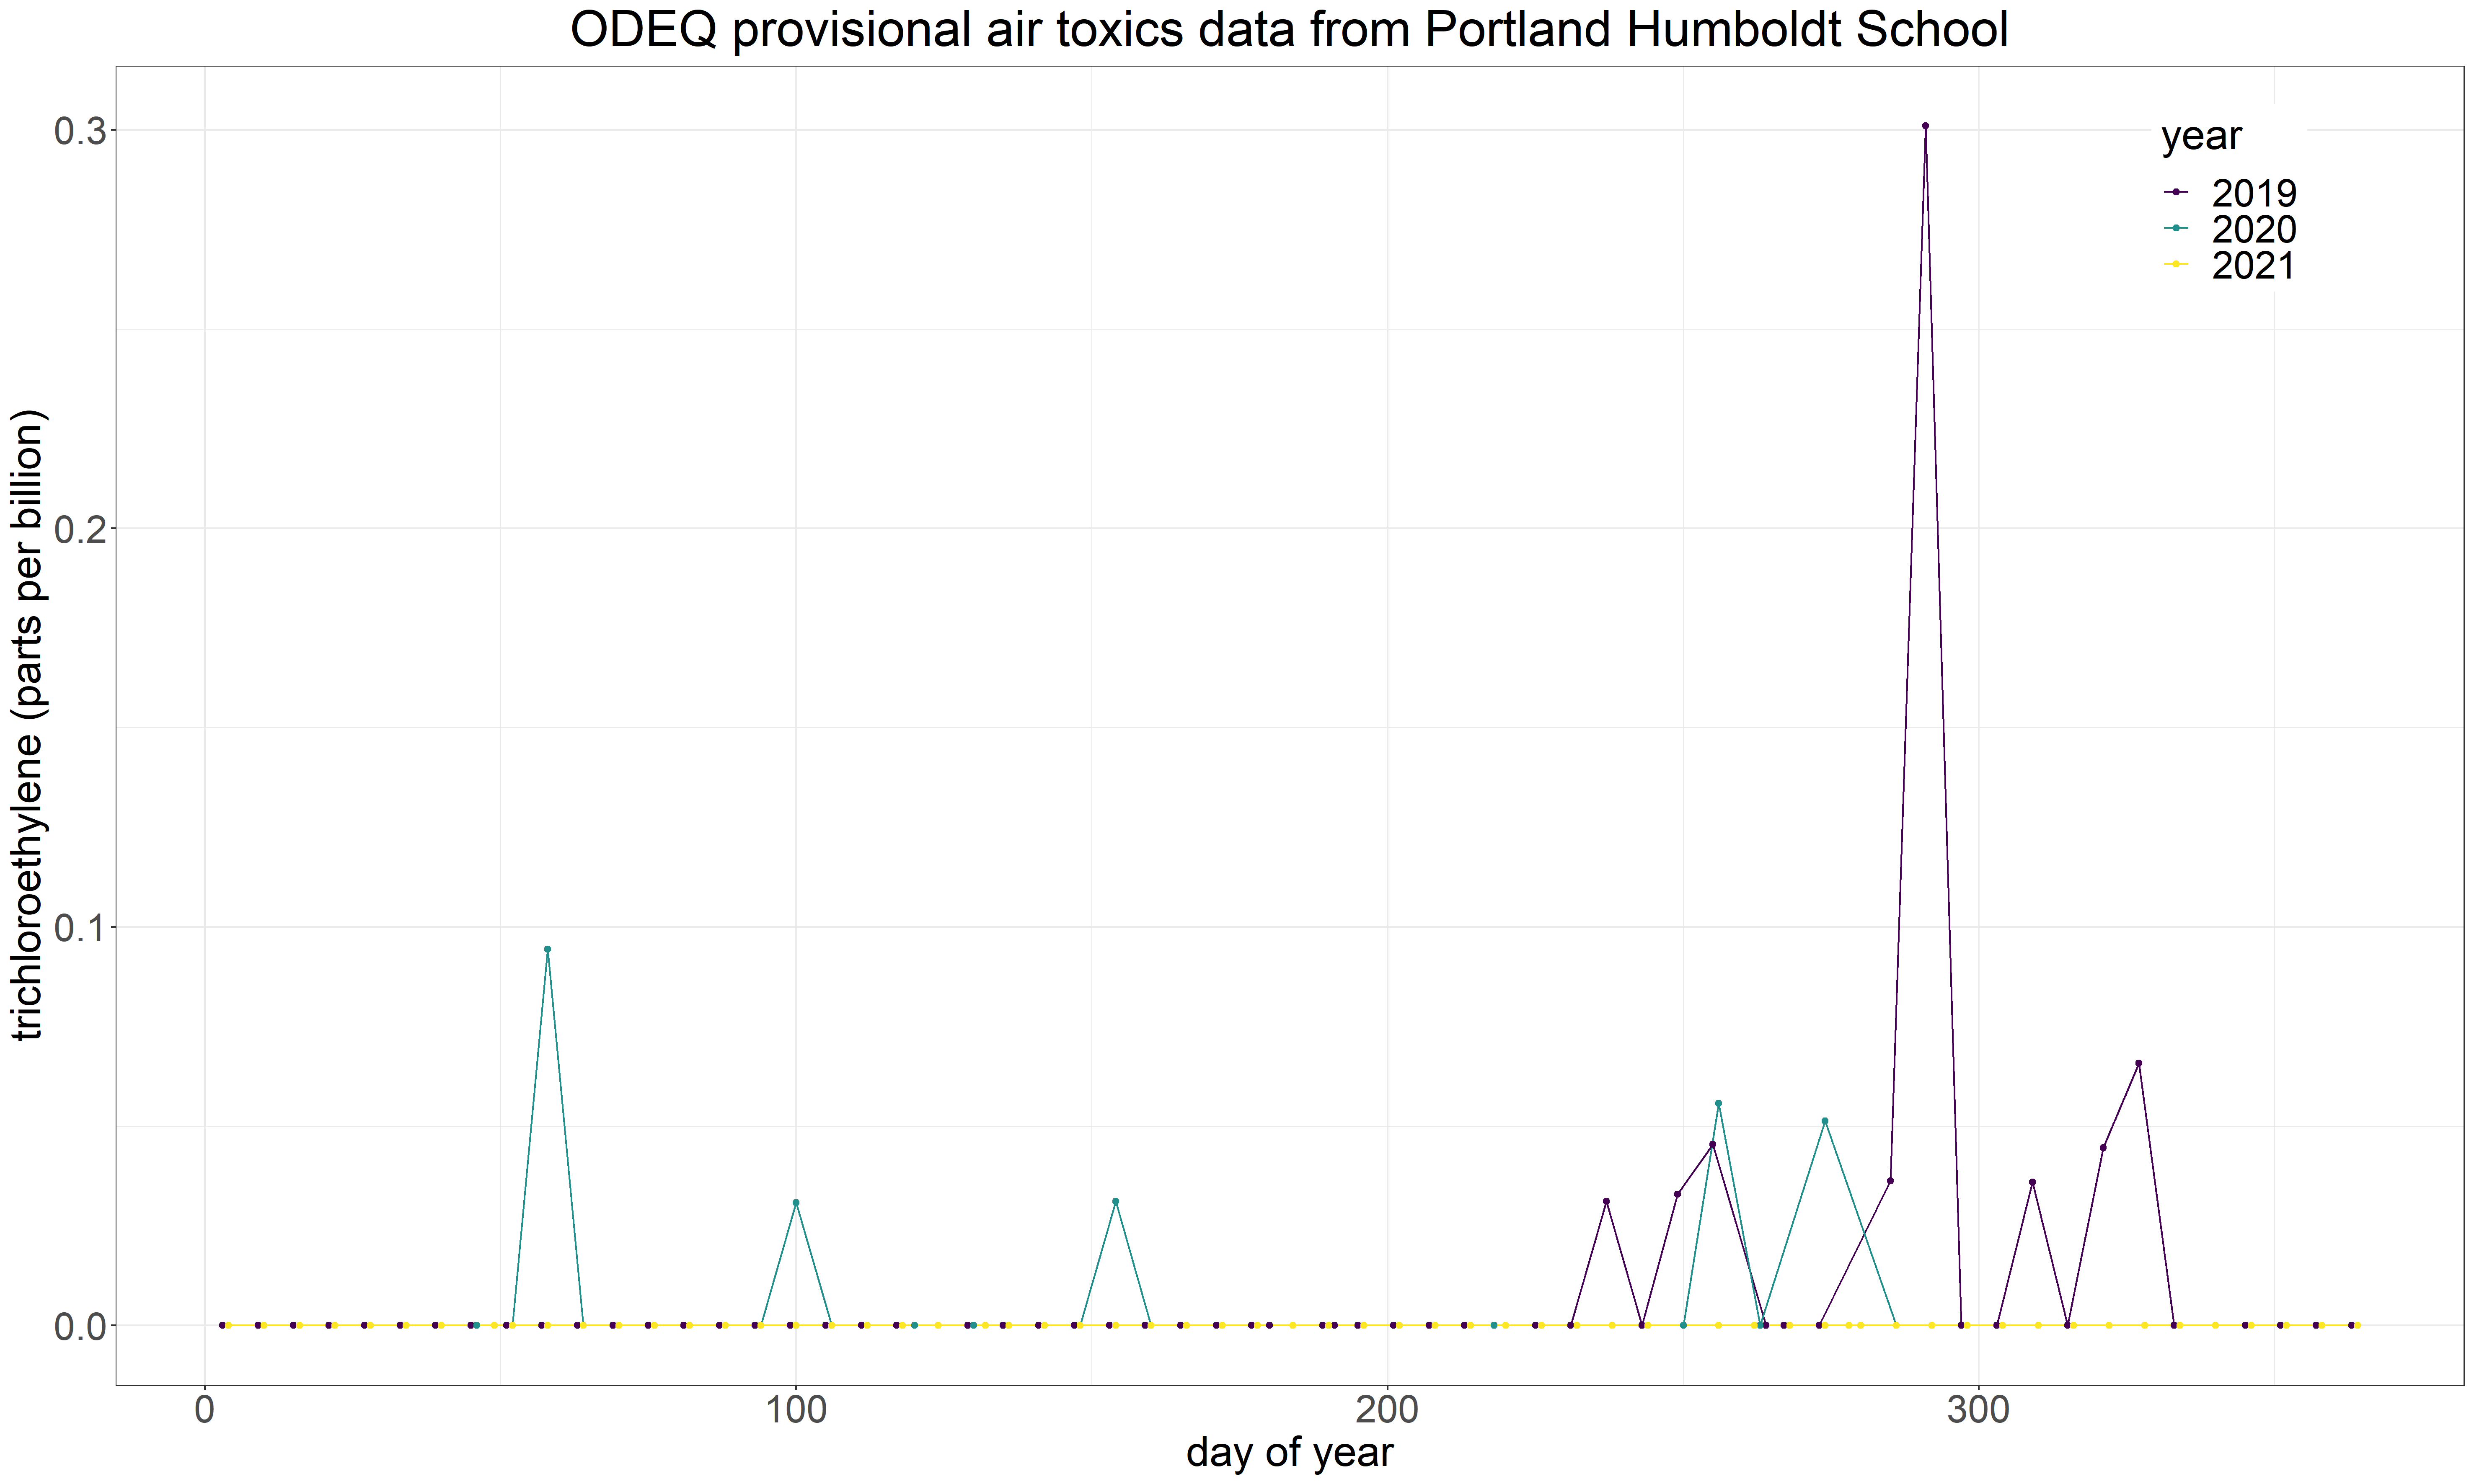 ODEQ provisional air toxics data from Portland Humboldt School
trichloroethylene (parts per billion)
0.3
0.2
0.1
0.0
year
2019
2020
2021
0 100 200 300
day of year